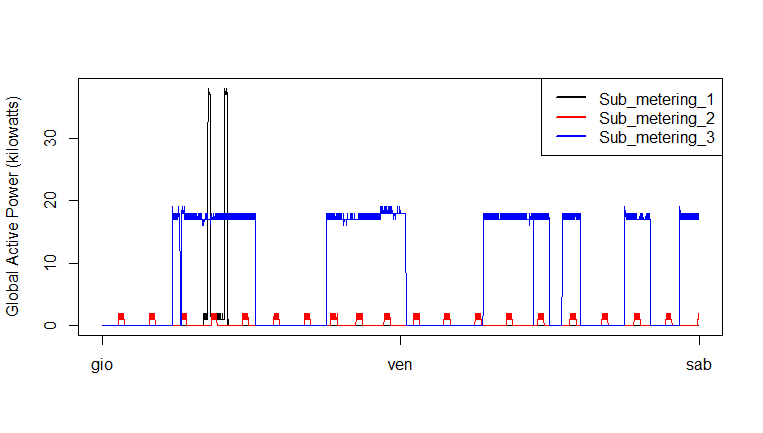 Global Active Power (kilowatts)
30
20
10
0
Sub_metering_1
Sub_metering_2
Sub_metering_3
gio
ven
sab